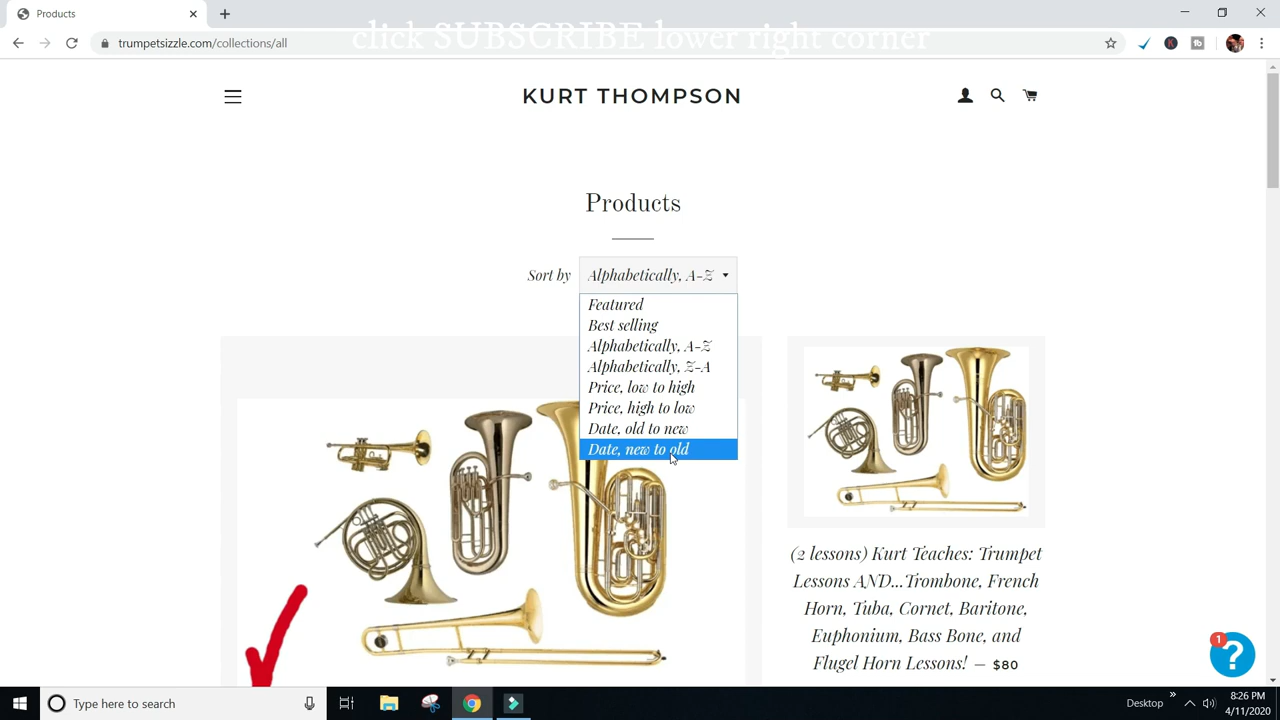 Products
click SUBSCRIBE lower right corner
trumpetsizzle.com/collections/all
KURT THOMPSON
Products
Sort by Alphabetically, A-Z
Featured
Best selling
Alphabetically, A-Z
Alphabetically, Z-A
Price, low to high
Price, high to low
Date, old to new
Date, new to old
(2 lessons) Kurt Teaches: Trumpet
Lessons AND...Trombone, French
Horn, Tuba, Cornet, Baritone,
Euphonium, Bass Bone, and
Flugel Horn Lessons! — $80
1
?
Type here to search
Desktop
8:26 PM
4/11/2020